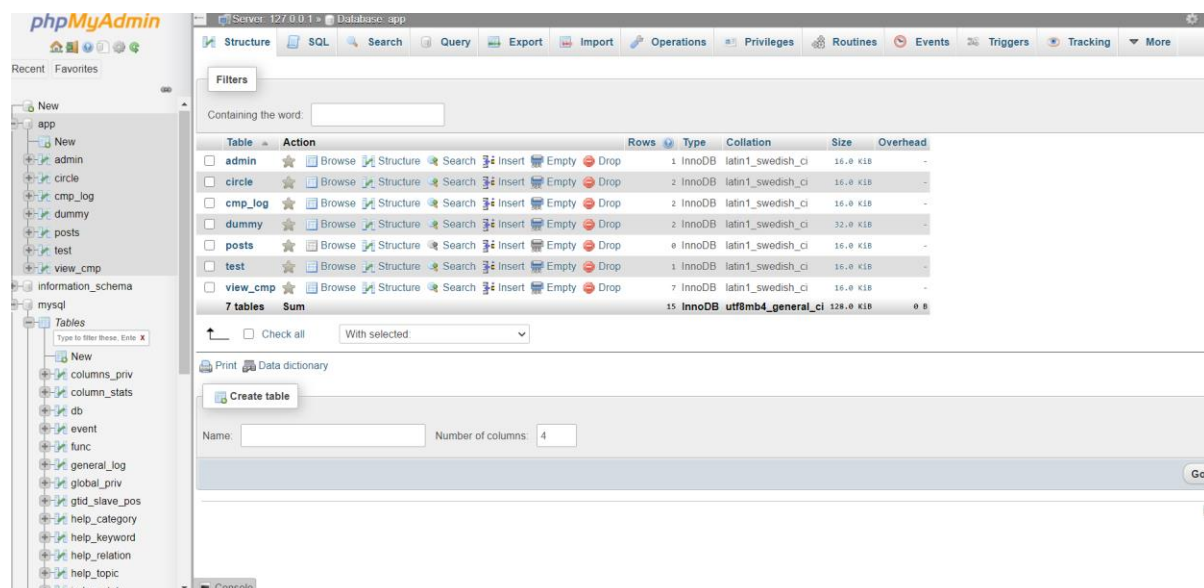 phpMyAdmin
Recent Favorites
New
app
New
admin
circle
cmp_log
dummy
posts
test
view_cmp
information_schema
mysql
Tables
Type to filter these, Ente X
New
columns_priv
column_stats
db
event
func
general_log
global_priv
gtid_slave_pos
help_category
help_keyword
help_relation
help_topic
Server: 127.0.0.1 » Database: app
Structure SQL Search Query Export Import Operations Privileges Routines Events Triggers Tracking More
Filters
Containing the word:
Table Action Rows Type Collation Size Overhead
admin Browse Structure Search Insert Empty Drop 1 InnoDB latin1_swedish_ci 16.0 KiB -
circle Browse Structure Search Insert Empty Drop 2 InnoDB latin1_swedish_ci 16.0 KiB -
cmp_log Browse Structure Search Insert Empty Drop 2 InnoDB latin1_swedish_ci 16.0 KiB -
dummy Browse Structure Search Insert Empty Drop 2 InnoDB latin1_swedish_ci 32.0 KiB -
posts Browse Structure Search Insert Empty Drop 0 InnoDB latin1_swedish_ci 16.0 KiB -
test Browse Structure Search Insert Empty Drop 1 InnoDB latin1_swedish_ci 16.0 KiB -
view_cmp Browse Structure Search Insert Empty Drop 7 InnoDB latin1_swedish_ci 16.0 KiB -
7 tables Sum 15 InnoDB utf8mb4_general_ci 128.0 KiB 0 B
Check all With selected:
Print Data dictionary
Create table
Name: Number of columns: 4
Go
Console